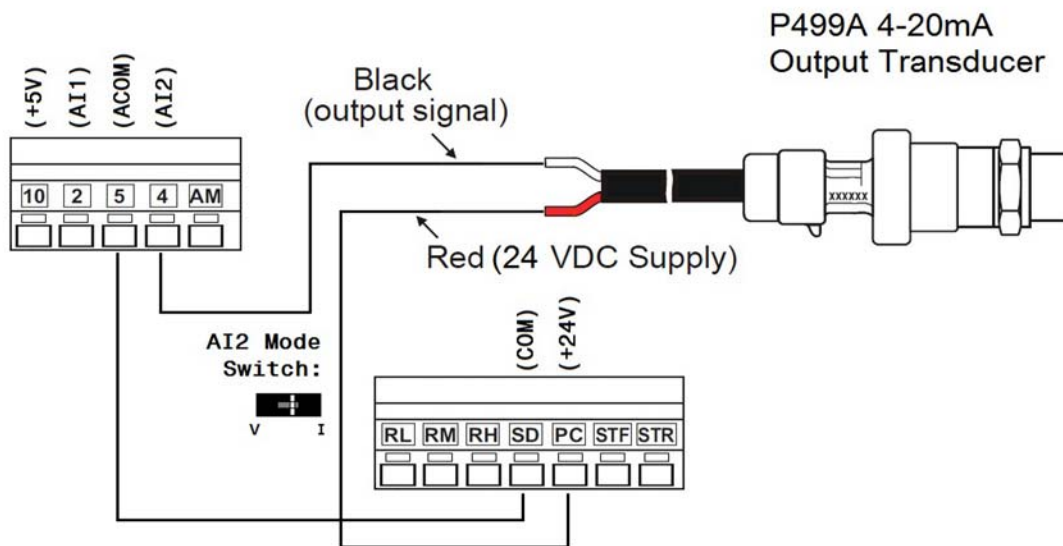 P499A 4-20mA
Output Transducer
Black
(output signal)
(+5V)
(AI1)
(ACOM)
(AI2)
10 2 5 4 AM
xxxxxx
Red (24 VDC Supply)
AI2 Mode
Switch:
V I
(COM)
(+24V)
RL RM RH SD PC STF STR